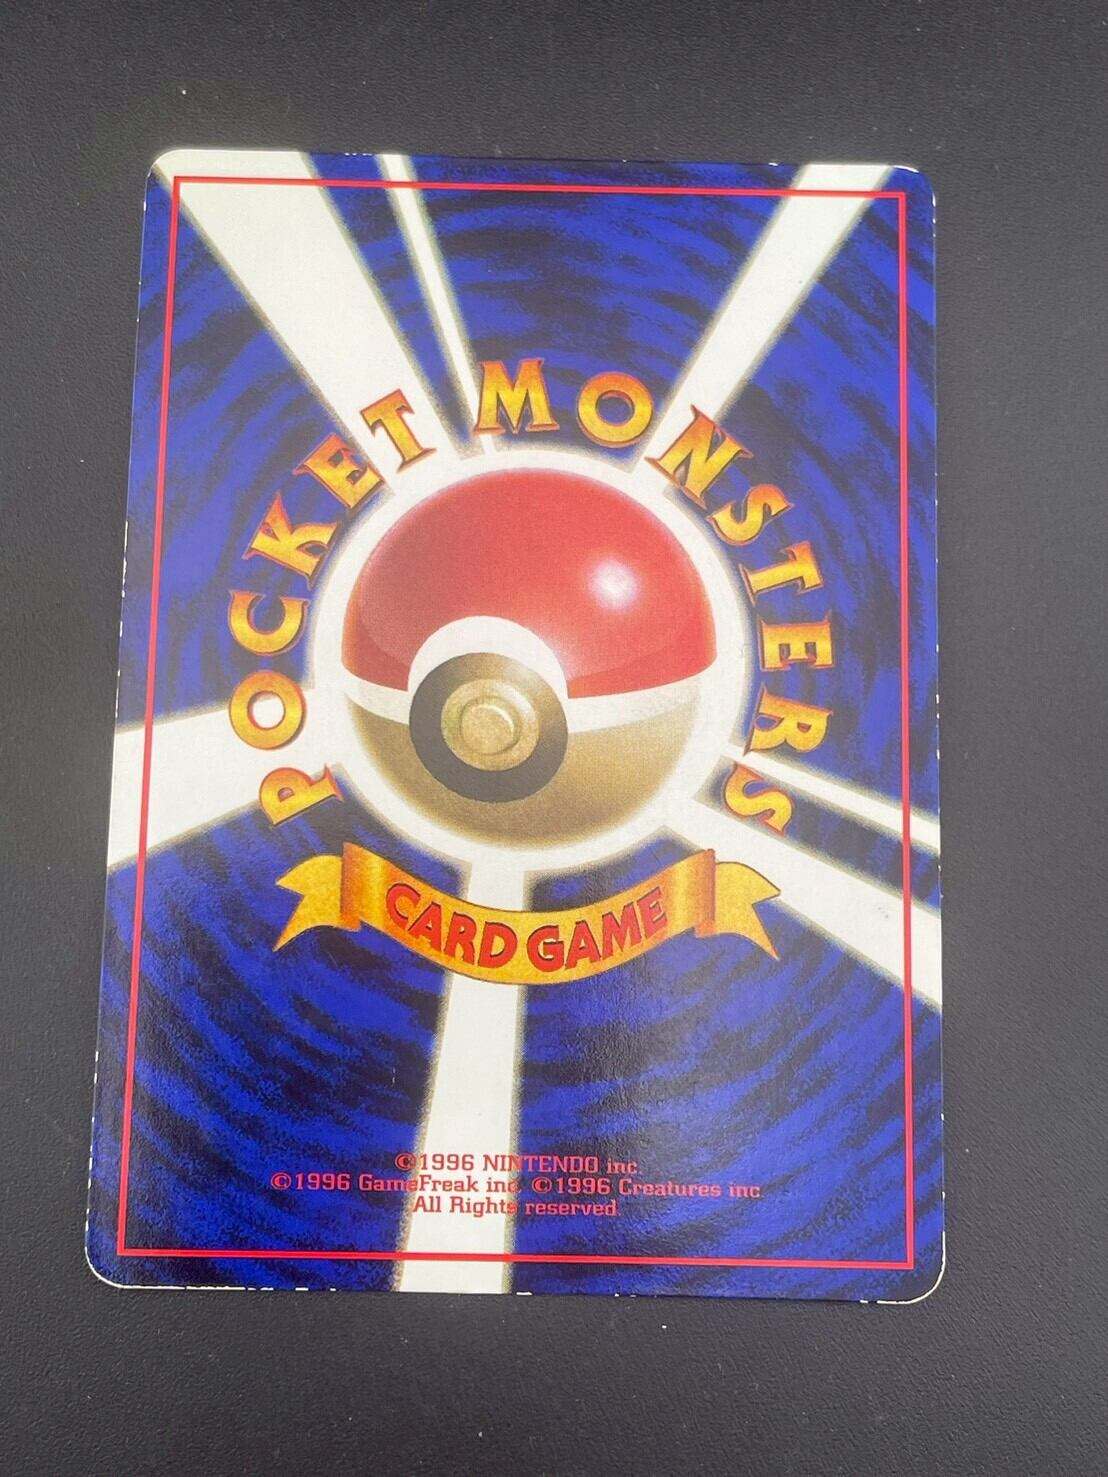 POCKET MONSTERS
CARD GAME
©1996 NINTENDO inc.
©1996 GameFreak inc. ©1996 Creatures inc.
All Rights reserved.